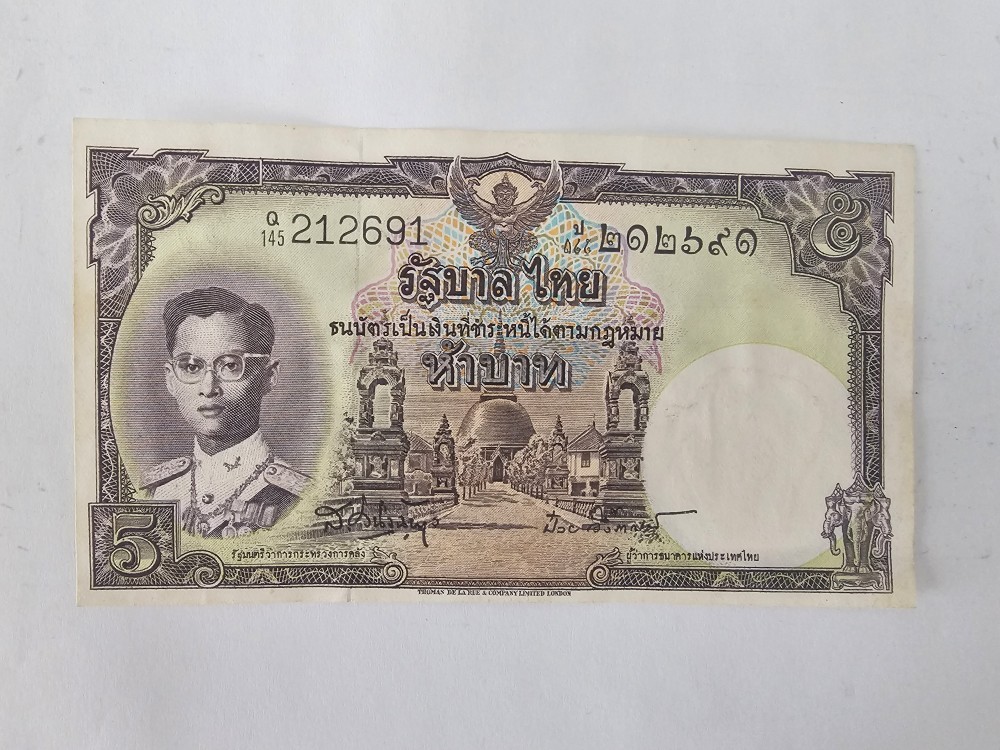 Q
145 212691
๒๑๒๖๙๑
๕
รัฐบาลไทย
ธนบัตรเป็นเงินที่ชำระหนี้ได้ตามกฎหมาย
ห้าบาท
5
รัฐมนตรีว่าการกระทรวงการคลัง
ผู้ว่าการธนาคารแห่งประเทศไทย
THOMAS DE LA RUE & COMPANY LIMITED LONDON